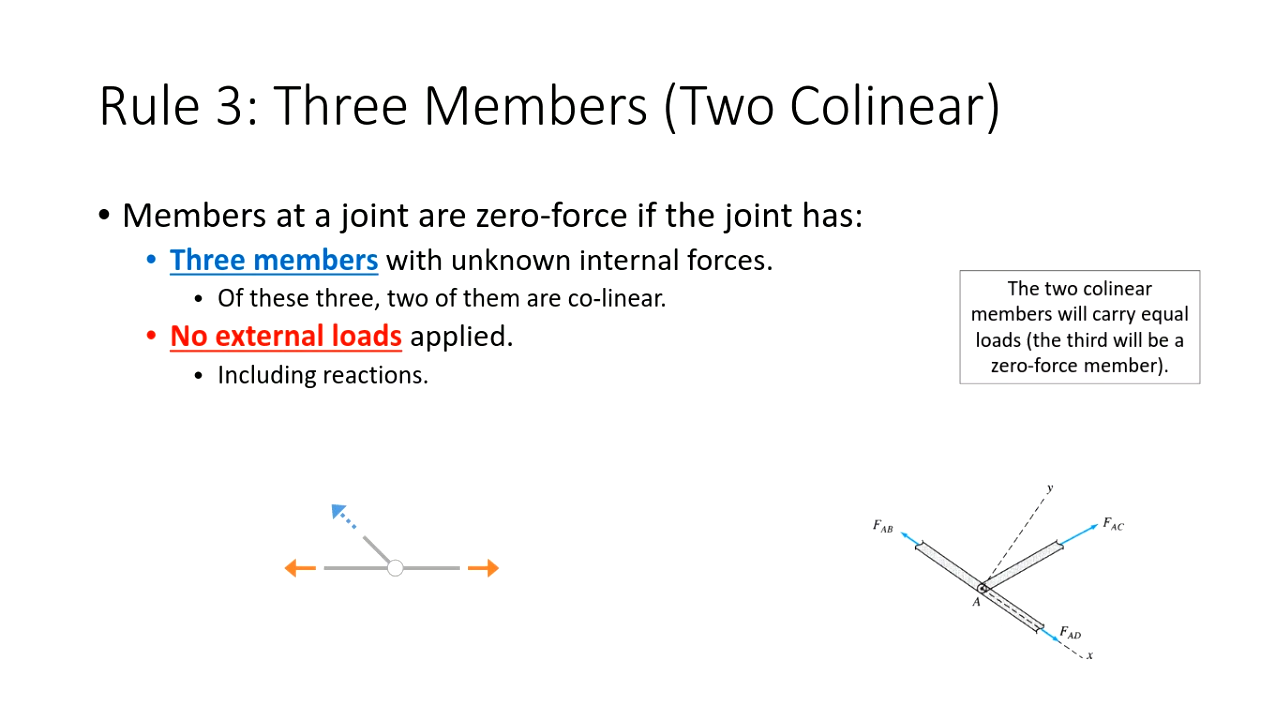 Rule 3: Three Members (Two Colinear)
• Members at a joint are zero-force if the joint has:
• Three members with unknown internal forces.
• Of these three, two of them are co-linear.
• No external loads applied.
• Including reactions.
The two colinear
members will carry equal
loads (the third will be a
zero-force member).
y
F_AB
F_AC
A
F_AD
x